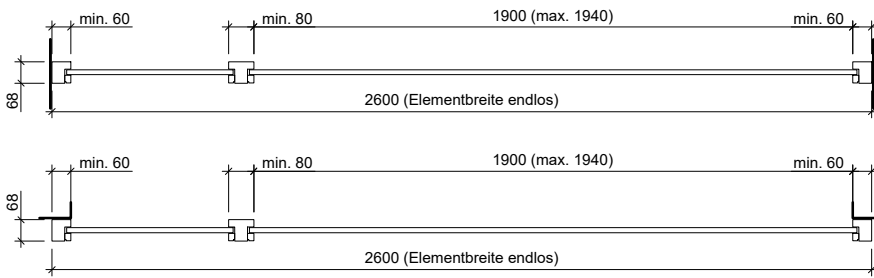 min. 60 min. 80 1900 (max. 1940) min. 60
68
2600 (Elementbreite endlos)
min. 60 min. 80 1900 (max. 1940) min. 60
68
2600 (Elementbreite endlos)